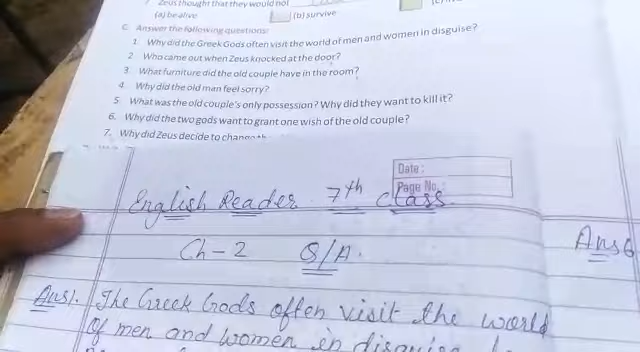 7. Zeus thought that they would not
(a) be alive (b) survive
C. Answer the following questions:
1. Why did the Greek Gods often visit the world of men and women in disguise?
2. Who came out when Zeus knocked at the door?
3. What furniture did the old couple have in the room?
4. Why did the old man feel sorry?
5. What was the old couple's only possession? Why did they want to kill it?
6. Why did the two gods want to grant one wish of the old couple?
7. Why did Zeus decide to change
Date :
Page No. :
English Reader 7th class
Ch-2 Q/A.
Ans 6
Ans 1. The Greek Gods often visit the world
of men and women in disguise